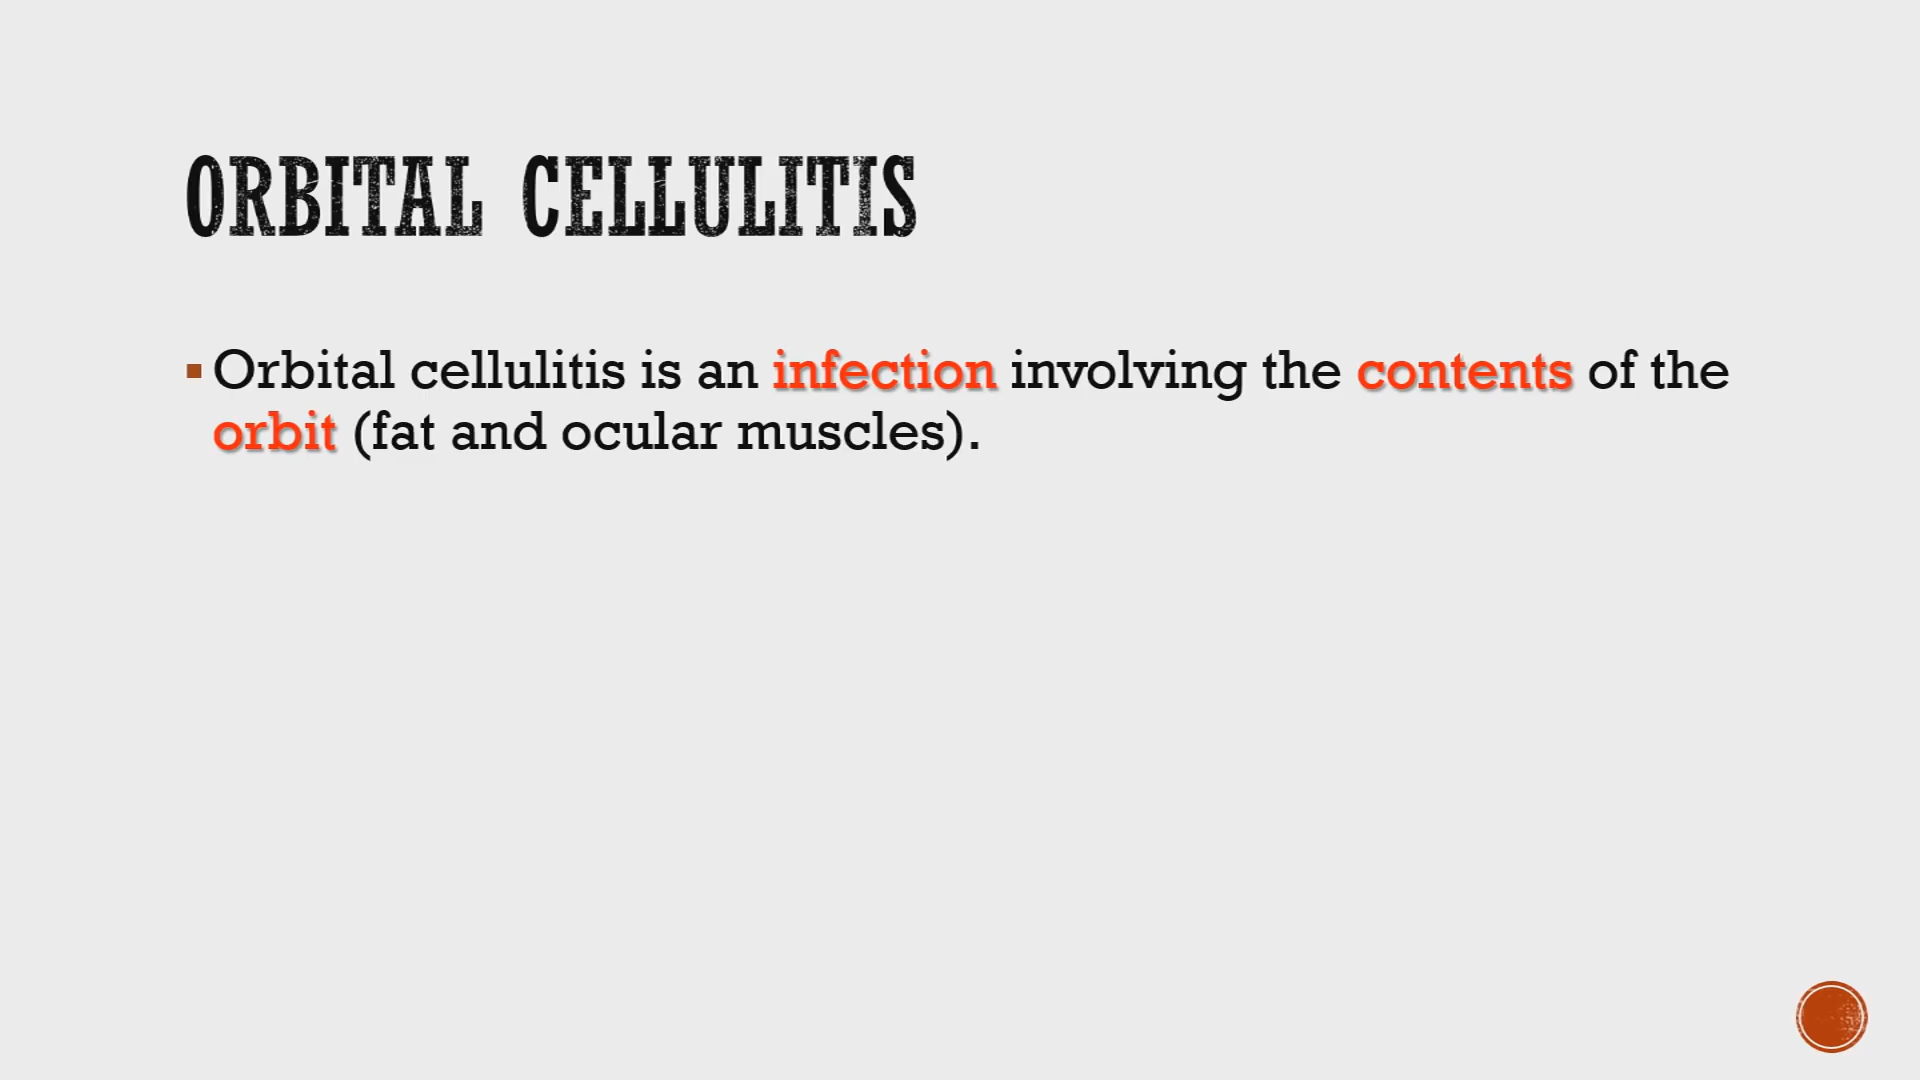 ORBITAL CELLULITIS
▪ Orbital cellulitis is an infection involving the contents of the
orbit (fat and ocular muscles).